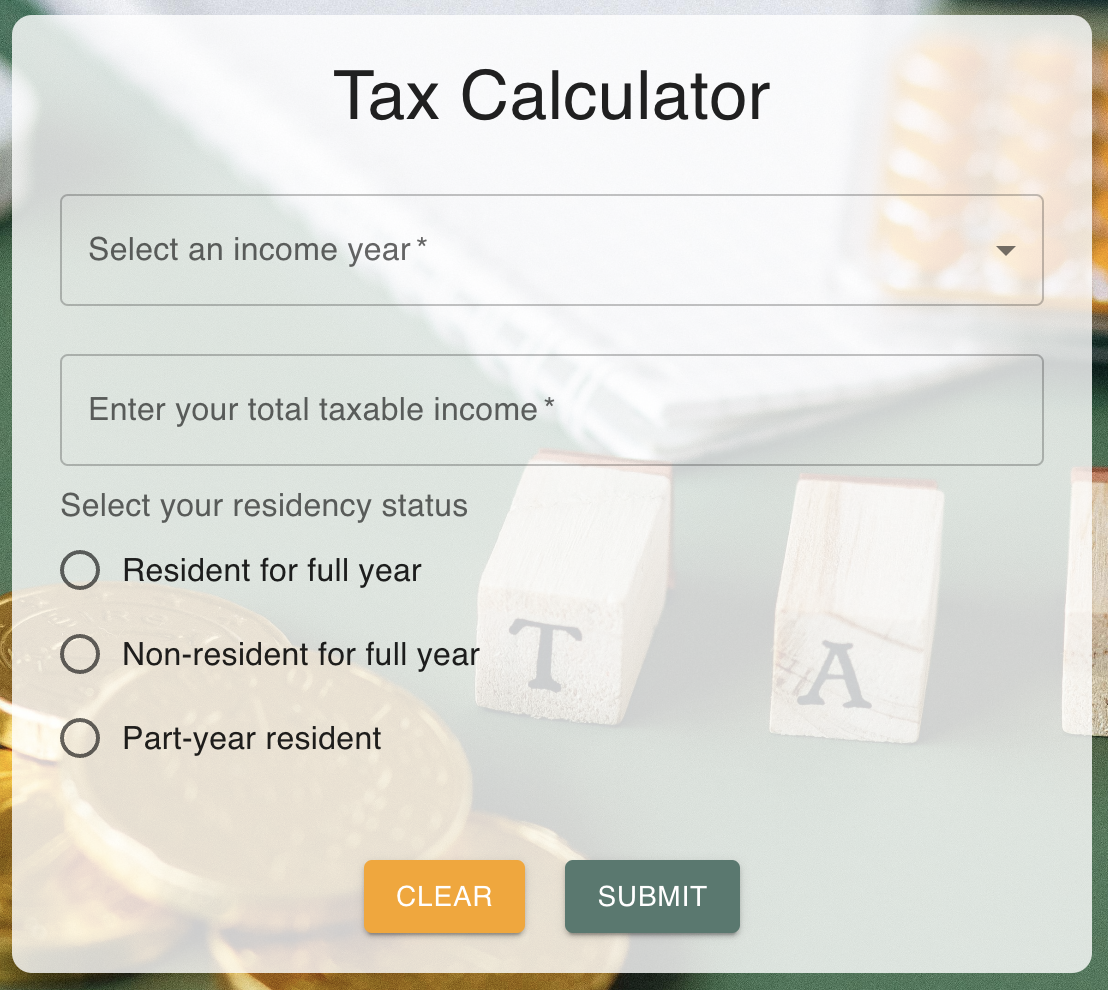 Tax Calculator
Select an income year *
Enter your total taxable income *
Select your residency status
Resident for full year
Non-resident for full year
Part-year resident
T A
CLEAR SUBMIT